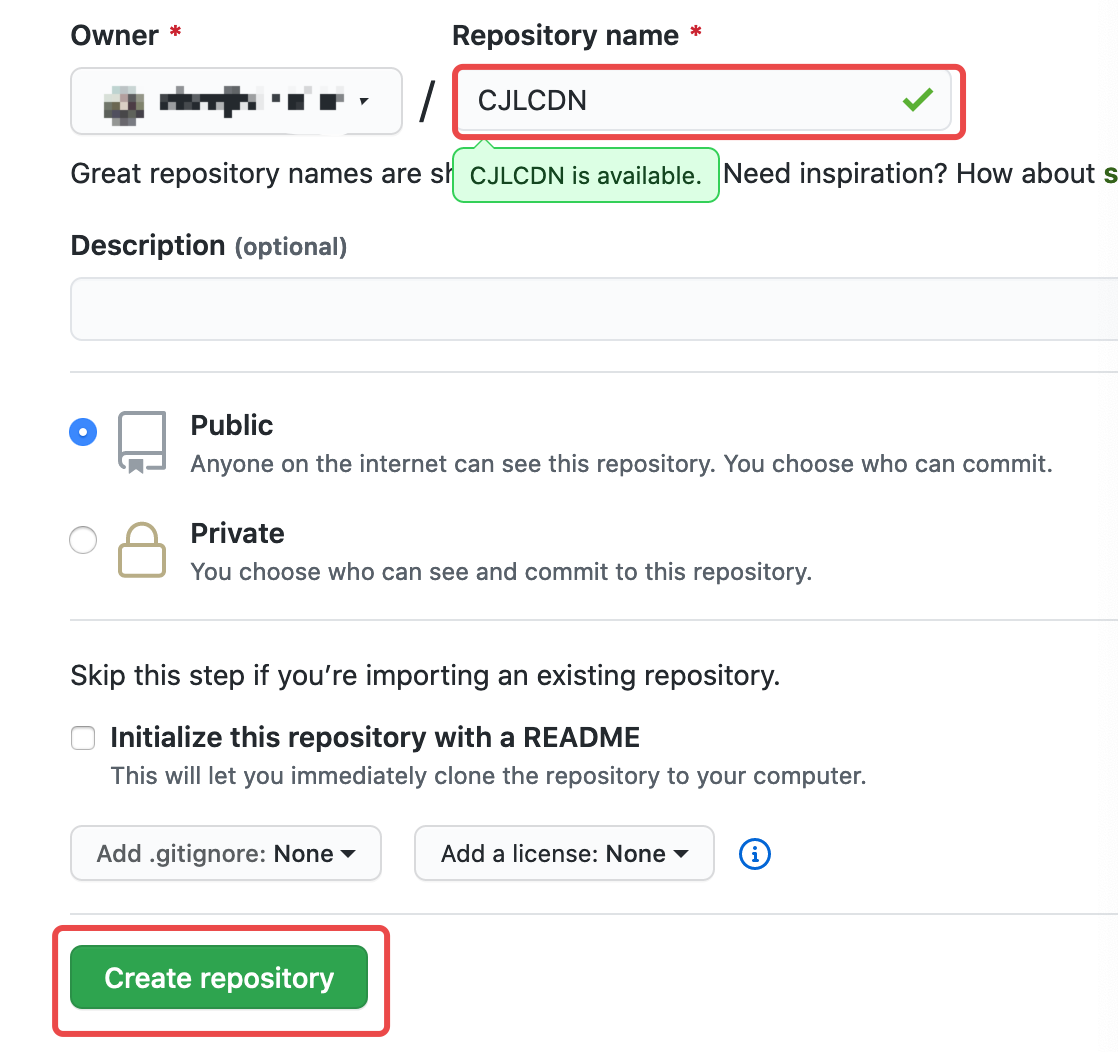 Owner * Repository name *
/ CJLCDN
Great repository names are sh CJLCDN is available. Need inspiration? How about s
Description (optional)
Public
Anyone on the internet can see this repository. You choose who can commit.
Private
You choose who can see and commit to this repository.
Skip this step if you’re importing an existing repository.
Initialize this repository with a README
This will let you immediately clone the repository to your computer.
Add .gitignore: None Add a license: None
Create repository